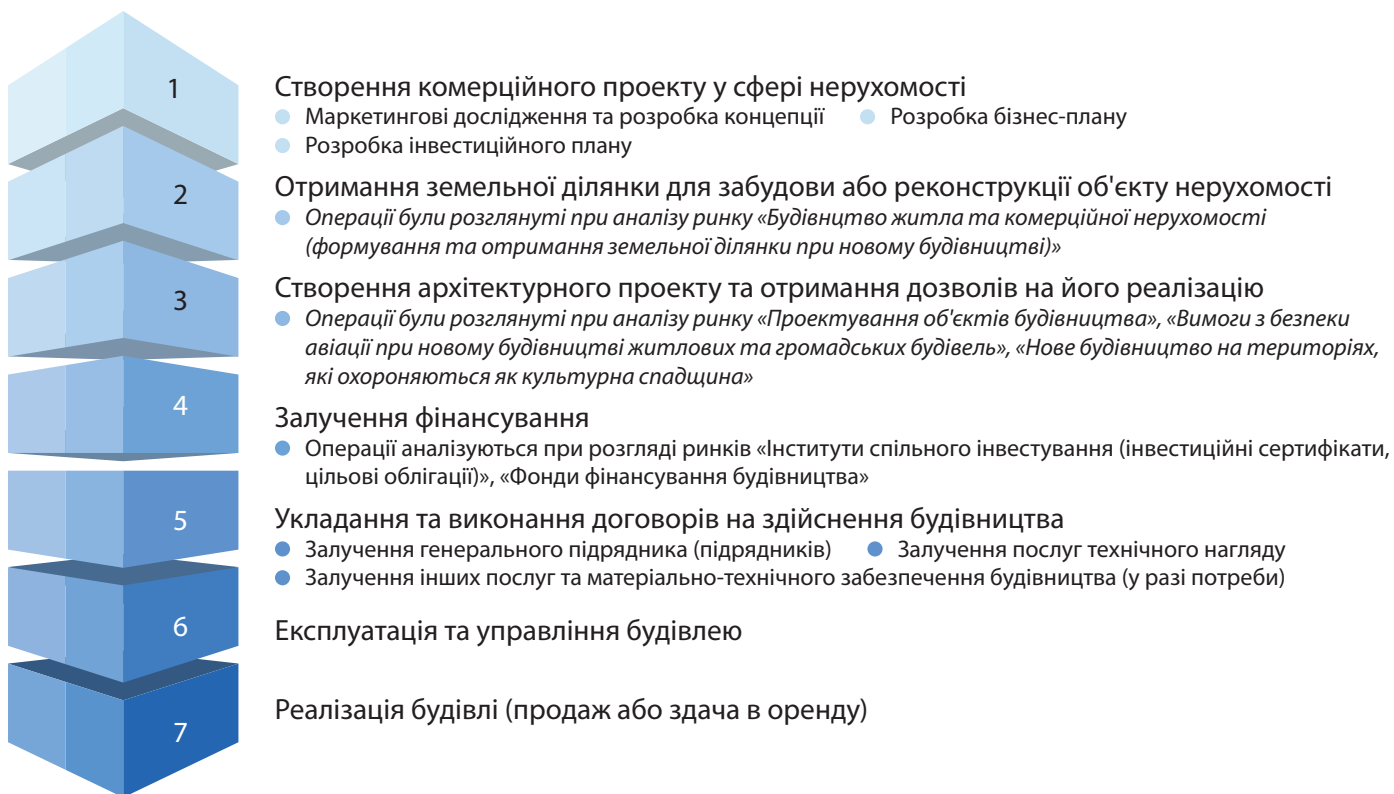 1
Створення комерційного проекту у сфері нерухомості
Маркетингові дослідження та розробка концепції Розробка бізнес-плану
Розробка інвестиційного плану
2
Отримання земельної ділянки для забудови або реконструкції об'єкту нерухомості
Операції були розглянуті при аналізу ринку «Будівнцтво житла та комерційної нерухомості
(формування та отримання земельної ділянки при новому будівництві)»
3
Створення архітектурного проекту та отримання дозволів на його реалізацію
Операції були розглянуті при аналізу ринку «Проектування об'єктів будівництва», «Вимоги з безпеки
авіації при новому будівництві житлових та громадських будівель», «Нове будівництво на територіях,
які охороняються як культурна спадщина»
4
Залучення фінансування
Операції аналізуються при розгляді ринків «Інститути спільного інвестування (інвестиційні сертифікати,
цільові облігації)», «Фонди фінансування будівництва»
5
Укладання та виконання договорів на здійснення будівництва
Залучення генерального підрядника (підрядників) Залучення послуг технічного нагляду
Залучення інших послуг та матеріально-технічного забезпечення будівництва (у разі потреби)
6
Експлуатація та управління будівлею
7
Реалізація будівлі (продаж або здача в оренду)